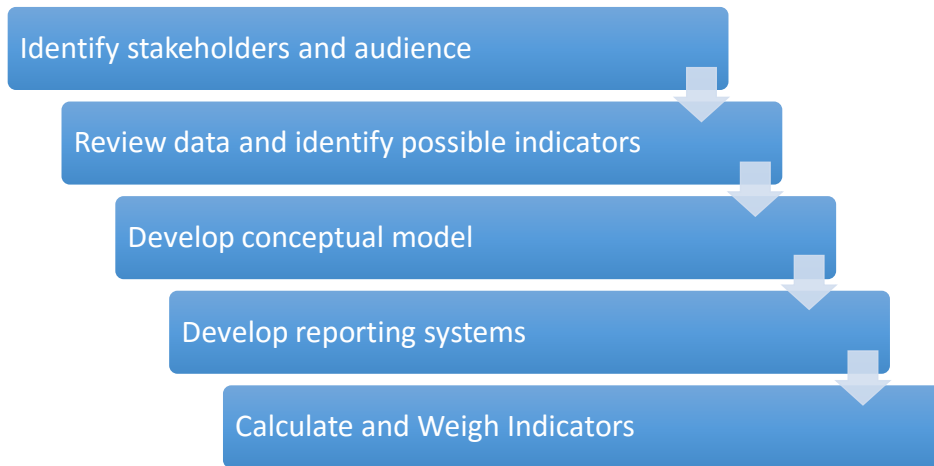 Identify stakeholders and audience
Review data and identify possible indicators
Develop conceptual model
Develop reporting systems
Calculate and Weigh Indicators